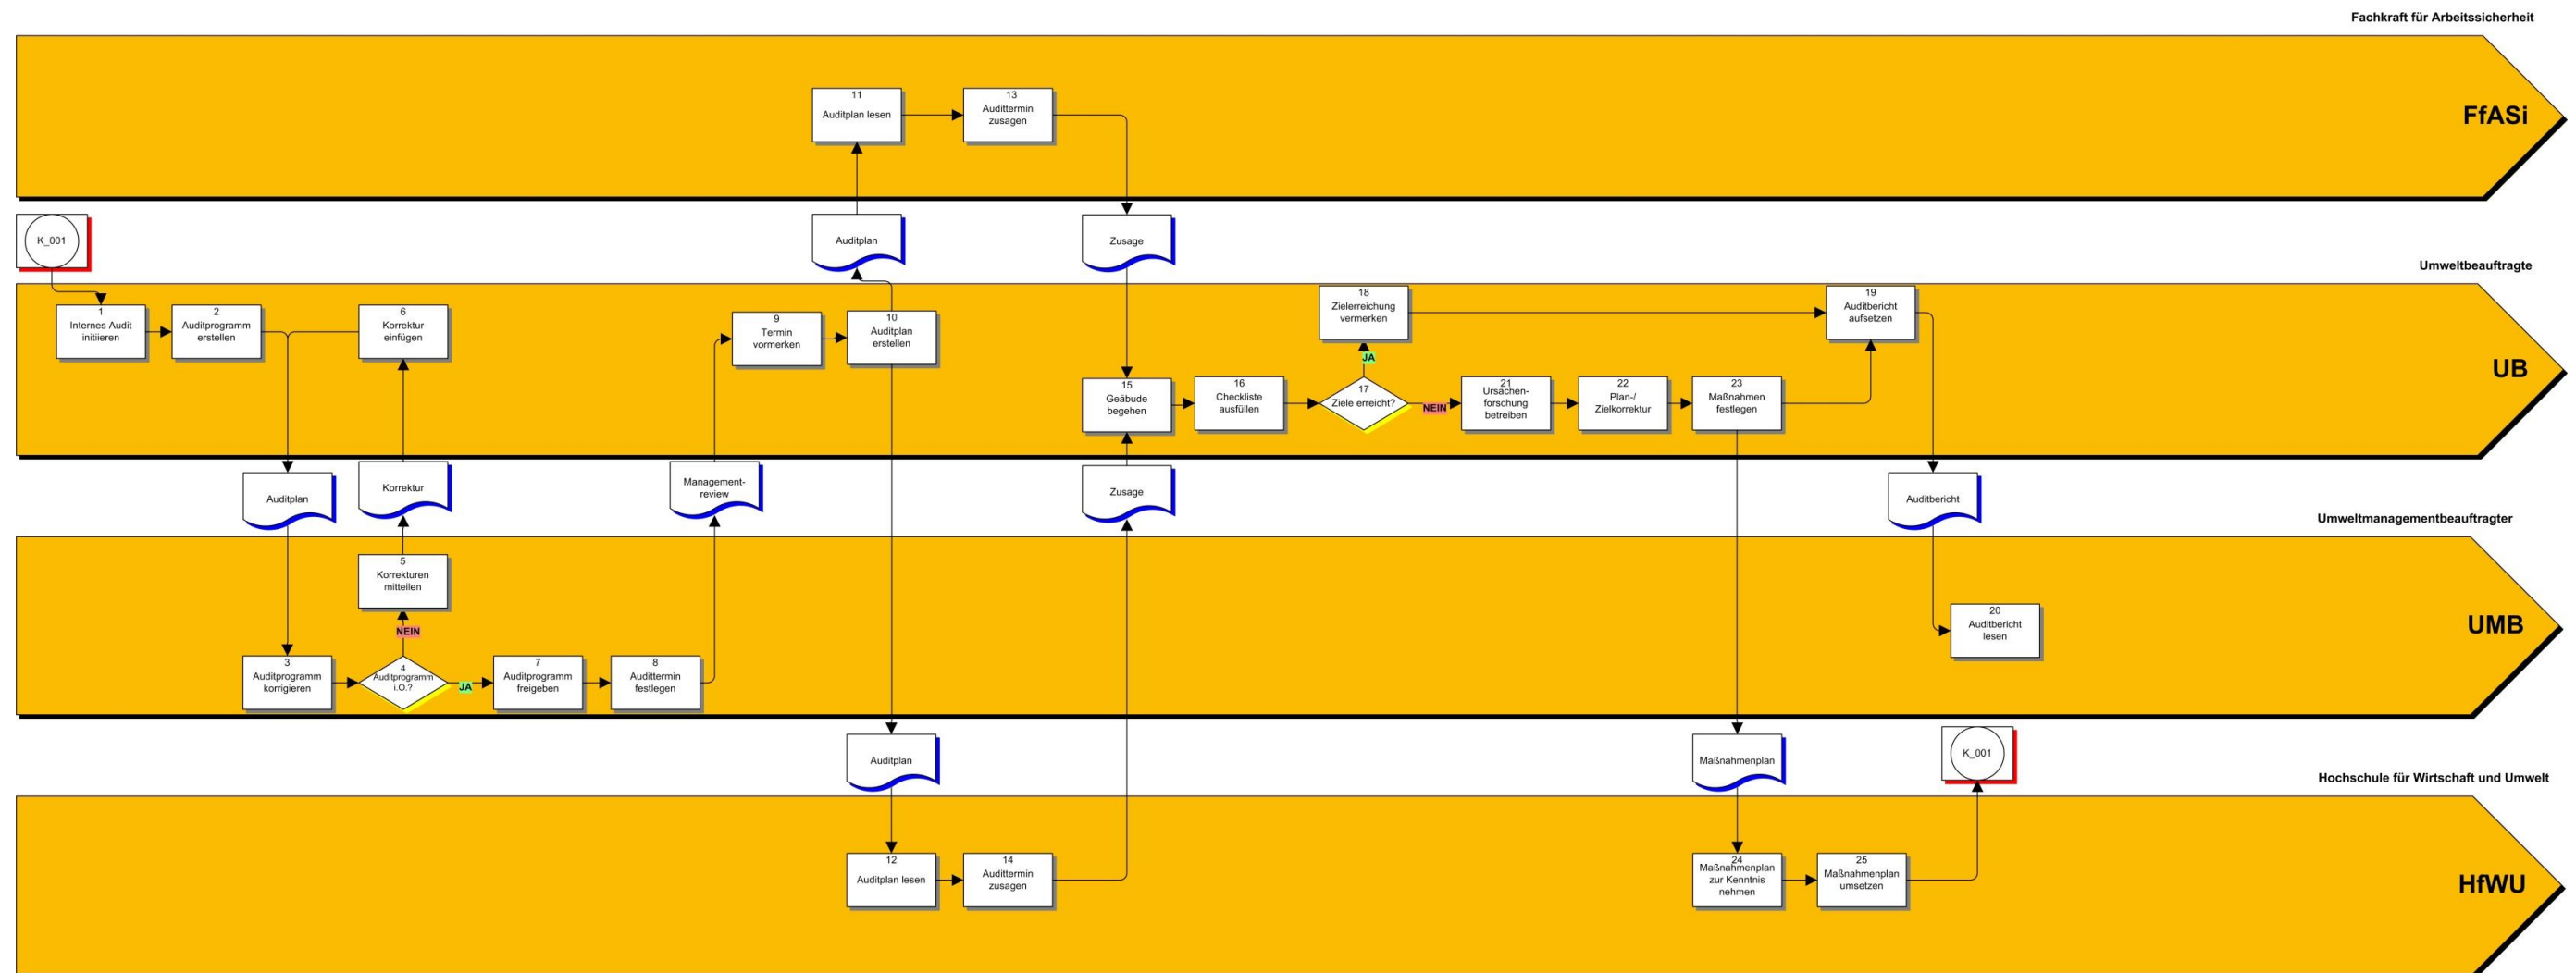 Fachkraft für Arbeitssicherheit
11
Auditplan lesen
13
Audittermin
zusagen
FfASi
K_001
Auditplan
Zusage
Umweltbeauftragte
1
Internes Audit
initiieren
2
Auditprogramm
erstellen
6
Korrektur
einfügen
9
Termin
vormerken
10
Auditplan
erstellen
18
Zielerreichung
vermerken
JA
19
Auditbericht
aufsetzen
UB
15
Geäbude
begehen
16
Checkliste
ausfüllen
17
Ziele erreicht?
NEIN
21
Ursachen-
forschung
betreiben
22
Plan-/
Zielkorrektur
23
Maßnahmen
festlegen
Auditplan
Korrektur
Management-
review
Zusage
Auditbericht
Umweltmanagementbeauftragter
5
Korrekturen
mitteilen
NEIN
20
Auditbericht
lesen
UMB
3
Auditprogramm
korrigieren
4
Auditprogramm
i.O.?
JA
7
Auditprogramm
freigeben
8
Audittermin
festlegen
Auditplan
Maßnahmenplan
K_001
Hochschule für Wirtschaft und Umwelt
12
Auditplan lesen
14
Audittermin
zusagen
24
Maßnahmenplan
zur Kenntnis
nehmen
25
Maßnahmenplan
umsetzen
HfWU